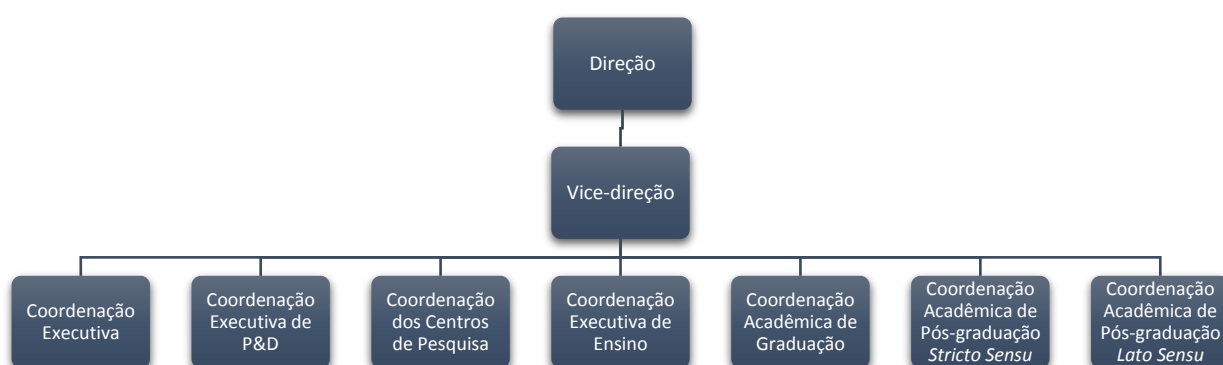 Direção
Vice-direção
Coordenação
Executiva
Coordenação
Executiva de
P&D
Coordenação
dos Centros
de Pesquisa
Coordenação
Executiva de
Ensino
Coordenação
Acadêmica de
Graduação
Coordenação
Acadêmica de
Pós-graduação
Stricto Sensu
Coordenação
Acadêmica de
Pós-graduação
Lato Sensu